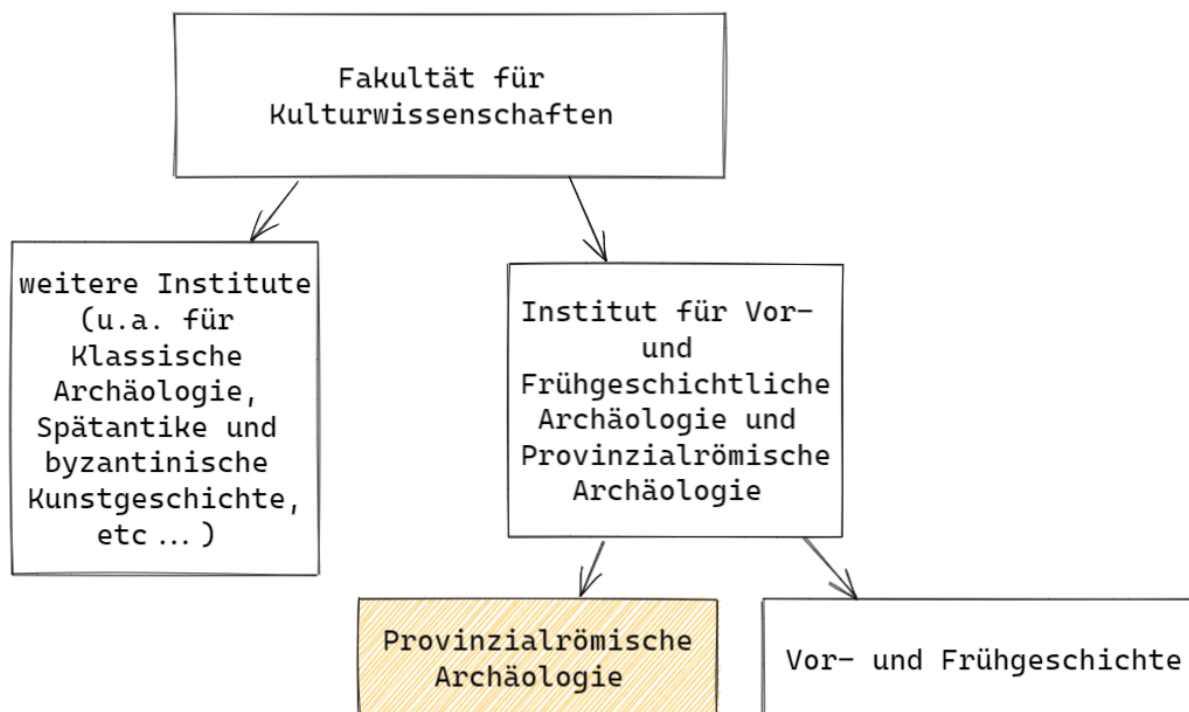 Fakultät für
Kulturwissenschaften
weitere Institute
(u.a. für
Klassische
Archäologie,
Spätantike und
byzantinische
Kunstgeschichte,
etc...)
Institut für Vor-
und
Frühgeschichtliche
Archäologie und
Provinzialrömische
Archäologie
Provinzialrömische
Archäologie
Vor- und Frühgeschichte